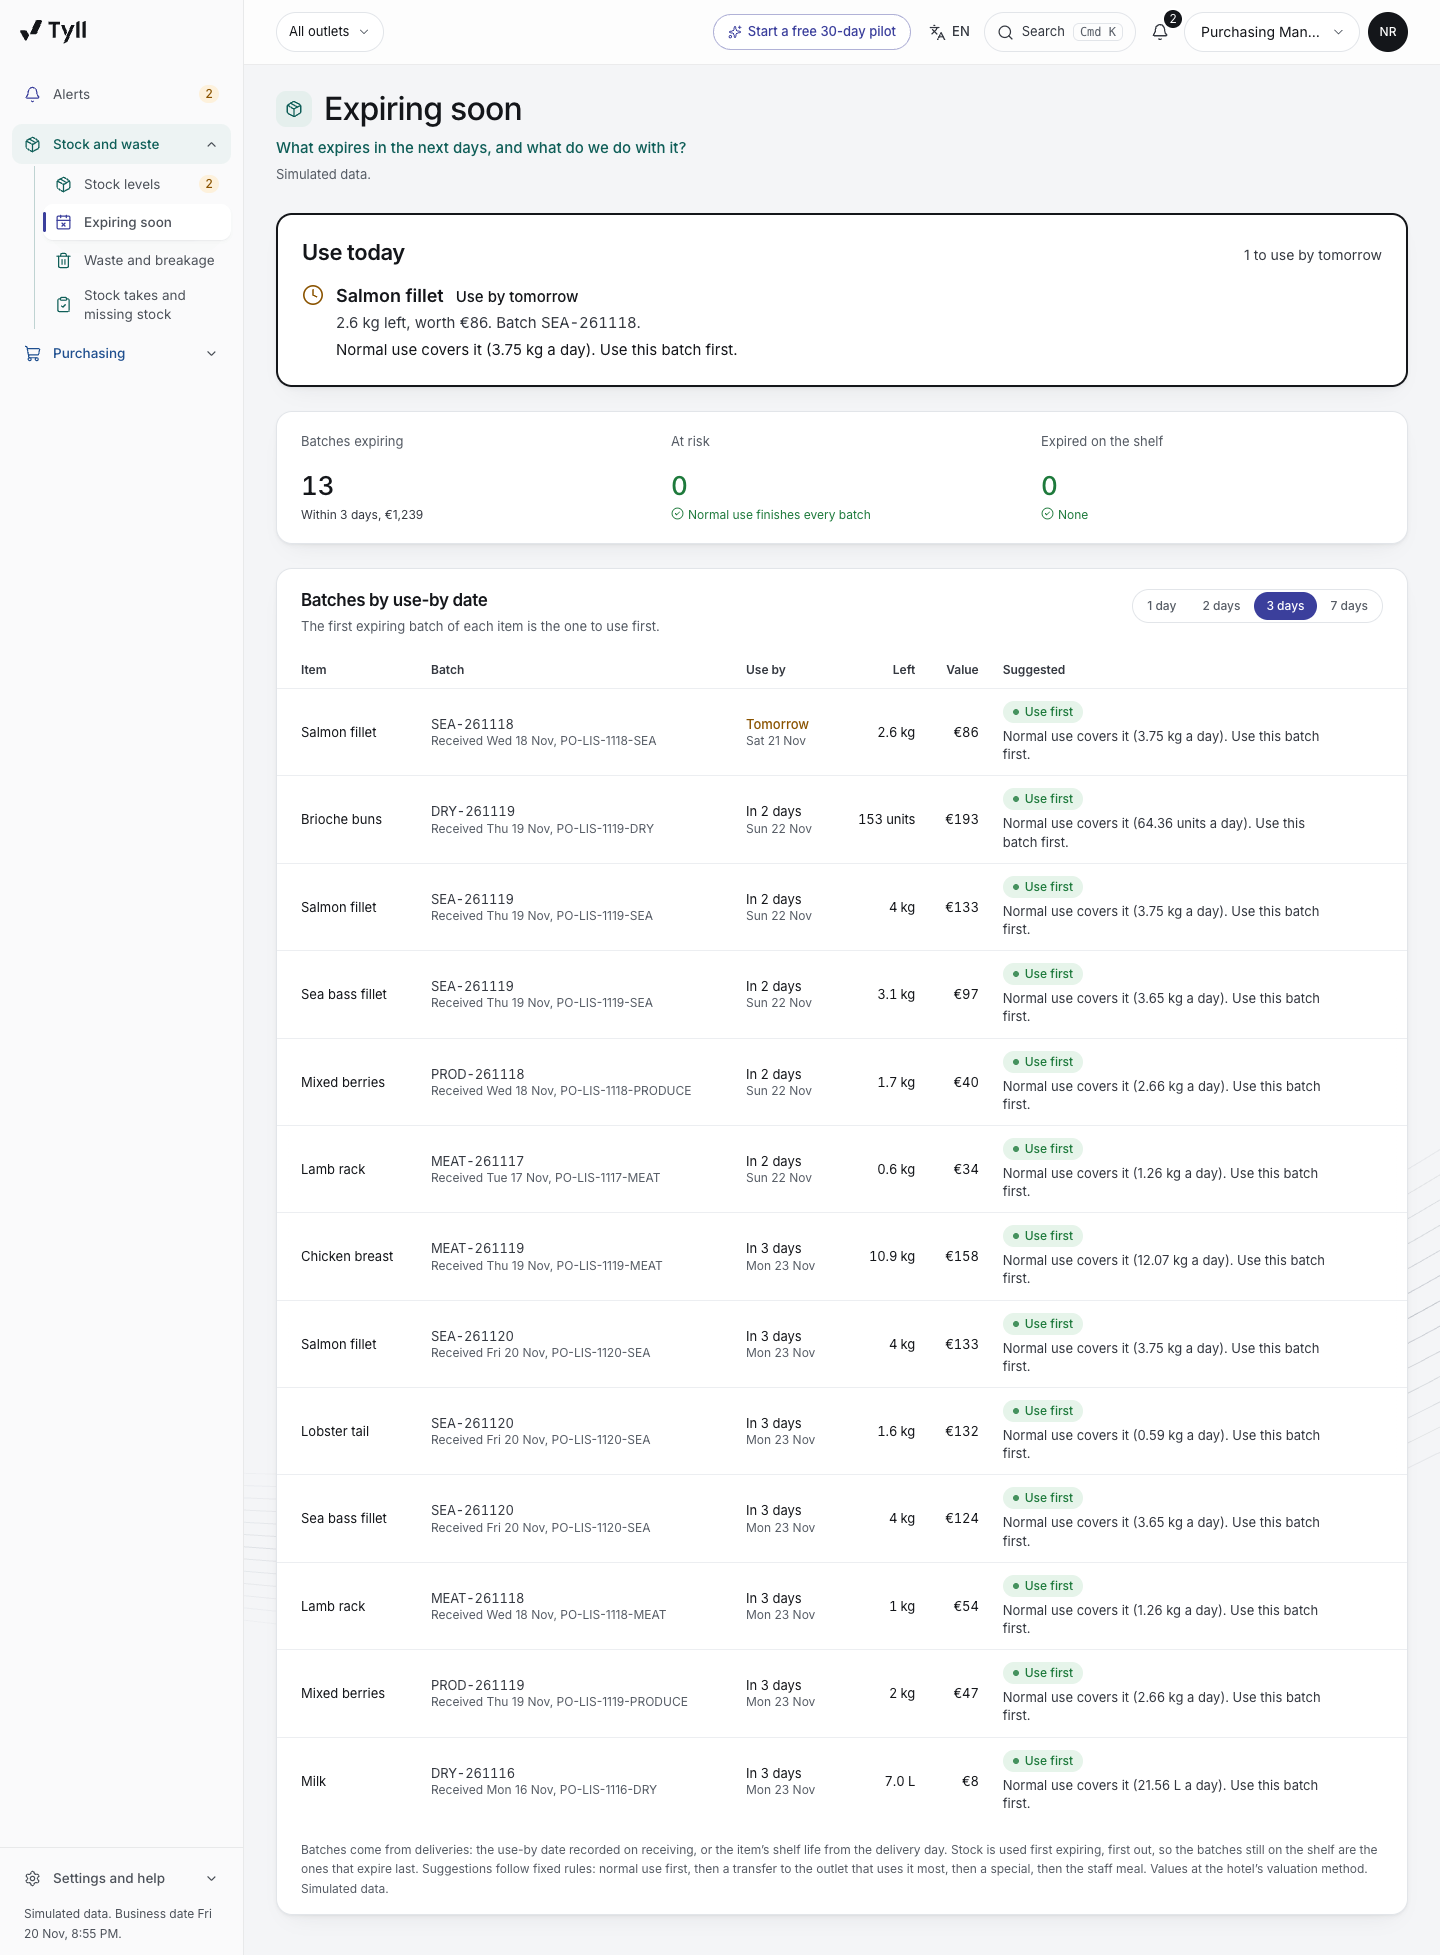 Tyll
All outlets
Start a free 30-day pilot
EN
Search
Cmd K
2
Purchasing Man...
NR
Alerts
2
Stock and waste
Stock levels
2
Expiring soon
Waste and breakage
Stock takes and
missing stock
Purchasing
Expiring soon
What expires in the next days, and what do we do with it?
Simulated data.
Use today
1 to use by tomorrow
Salmon fillet Use by tomorrow
2.6 kg left, worth €86. Batch SEA-261118.
Normal use covers it (3.75 kg a day). Use this batch first.
Batches expiring
13
Within 3 days, €1,239
At risk
0
Normal use finishes every batch
Expired on the shelf
0
None
Batches by use-by date
The first expiring batch of each item is the one to use first.
1 day
2 days
3 days
7 days
Item Batch Use by Left Value Suggested
Salmon fillet
SEA-261118
Received Wed 18 Nov, PO-LIS-1118-SEA
Tomorrow
Sat 21 Nov
2.6 kg
€86
Use first
Normal use covers it (3.75 kg a day). Use this batch
first.
Brioche buns
DRY-261119
Received Thu 19 Nov, PO-LIS-1119-DRY
In 2 days
Sun 22 Nov
153 units
€193
Use first
Normal use covers it (64.36 units a day). Use this
batch first.
Salmon fillet
SEA-261119
Received Thu 19 Nov, PO-LIS-1119-SEA
In 2 days
Sun 22 Nov
4 kg
€133
Use first
Normal use covers it (3.75 kg a day). Use this batch
first.
Sea bass fillet
SEA-261119
Received Thu 19 Nov, PO-LIS-1119-SEA
In 2 days
Sun 22 Nov
3.1 kg
€97
Use first
Normal use covers it (3.65 kg a day). Use this batch
first.
Mixed berries
PROD-261118
Received Wed 18 Nov, PO-LIS-1118-PRODUCE
In 2 days
Sun 22 Nov
1.7 kg
€40
Use first
Normal use covers it (2.66 kg a day). Use this batch
first.
Lamb rack
MEAT-261117
Received Tue 17 Nov, PO-LIS-1117-MEAT
In 2 days
Sun 22 Nov
0.6 kg
€34
Use first
Normal use covers it (1.26 kg a day). Use this batch
first.
Chicken breast
MEAT-261119
Received Thu 19 Nov, PO-LIS-1119-MEAT
In 3 days
Mon 23 Nov
10.9 kg
€158
Use first
Normal use covers it (12.07 kg a day). Use this batch
first.
Salmon fillet
SEA-261120
Received Fri 20 Nov, PO-LIS-1120-SEA
In 3 days
Mon 23 Nov
4 kg
€133
Use first
Normal use covers it (3.75 kg a day). Use this batch
first.
Lobster tail
SEA-261120
Received Fri 20 Nov, PO-LIS-1120-SEA
In 3 days
Mon 23 Nov
1.6 kg
€132
Use first
Normal use covers it (0.59 kg a day). Use this batch
first.
Sea bass fillet
SEA-261120
Received Fri 20 Nov, PO-LIS-1120-SEA
In 3 days
Mon 23 Nov
4 kg
€124
Use first
Normal use covers it (3.65 kg a day). Use this batch
first.
Lamb rack
MEAT-261118
Received Wed 18 Nov, PO-LIS-1118-MEAT
In 3 days
Mon 23 Nov
1 kg
€54
Use first
Normal use covers it (1.26 kg a day). Use this batch
first.
Mixed berries
PROD-261119
Received Thu 19 Nov, PO-LIS-1119-PRODUCE
In 3 days
Mon 23 Nov
2 kg
€47
Use first
Normal use covers it (2.66 kg a day). Use this batch
first.
Milk
DRY-261116
Received Mon 16 Nov, PO-LIS-1116-DRY
In 3 days
Mon 23 Nov
7.0 L
€8
Use first
Normal use covers it (21.56 L a day). Use this batch
first.
Batches come from deliveries: the use-by date recorded on receiving, or the item's shelf life from the delivery day. Stock is used first expiring, first out, so the batches still on the shelf are the
ones that expire last. Suggestions follow fixed rules: normal use first, then a transfer to the outlet that uses it most, then a special, then the staff meal. Values at the hotel's valuation method.
Simulated data.
Settings and help
Simulated data. Business date Fri
20 Nov, 8:55 PM.